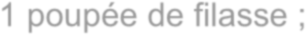 1 poupée de filasse ;